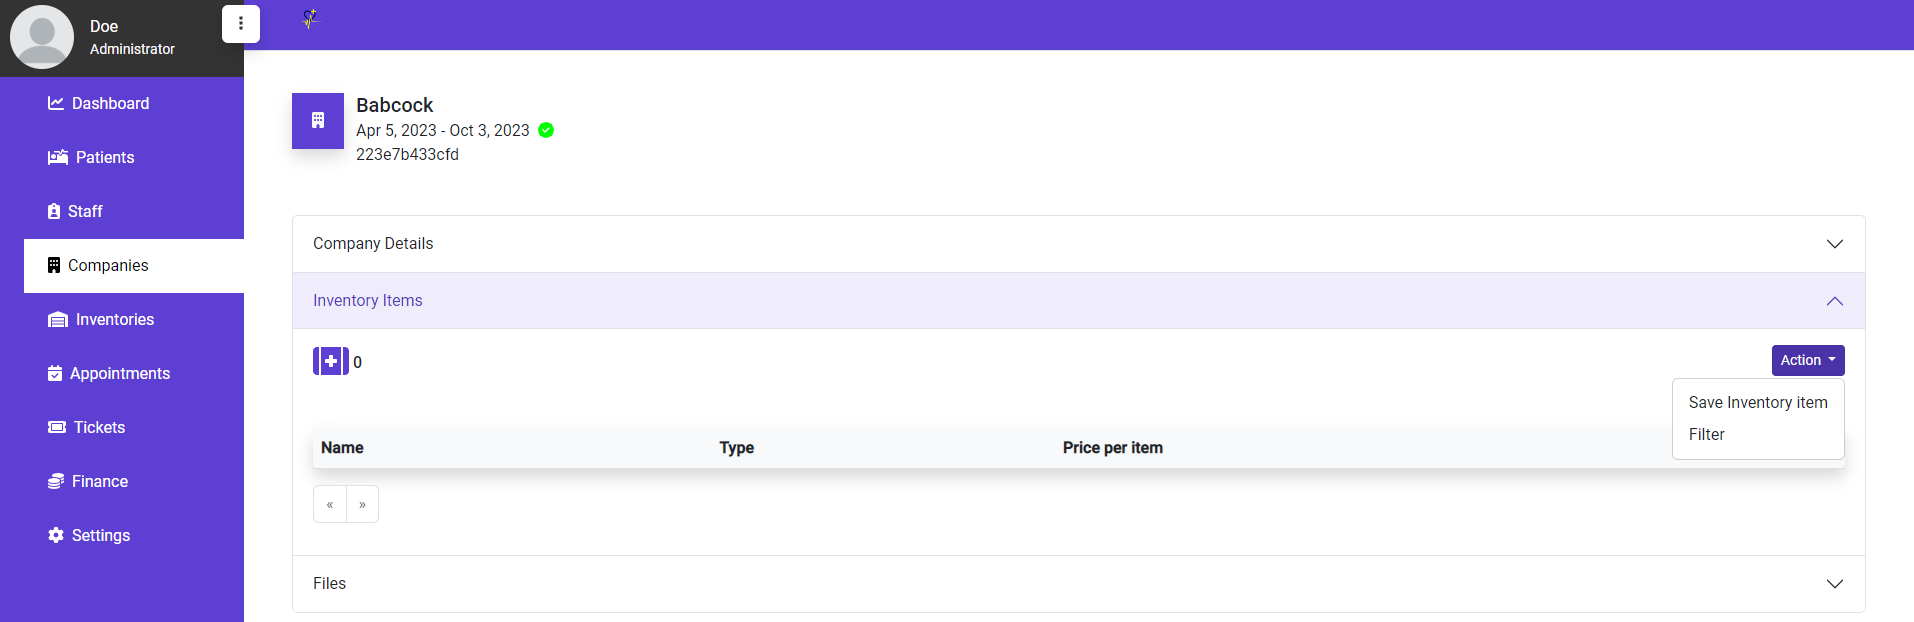 Doe
Administrator
Dashboard
Patients
Staff
Companies
Inventories
Appointments
Tickets
Finance
Settings
Babcock
Apr 5, 2023 - Oct 3, 2023
223e7b433cfd
Company Details
Inventory Items
0
Action
Save Inventory item
Filter
Name Type Price per item
« »
Files